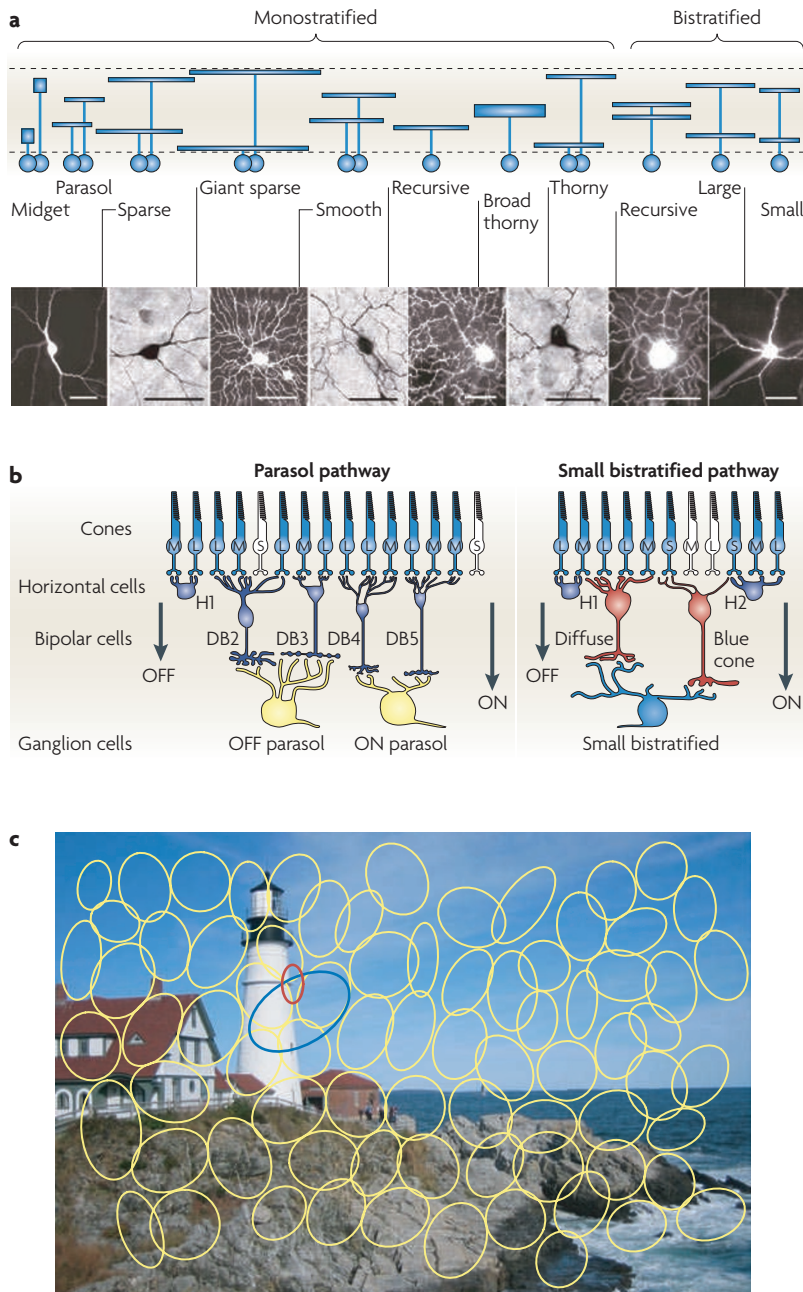 a
Monostratified Bistratified
Parasol Giant sparse Recursive Thorny Large
Midget Sparse Smooth Broad thorny Recursive Small
b
Parasol pathway Small bistratified pathway
Cones
M L L M S L M L L M L M M S L M L L M S M L S M S
Horizontal cells
H1 H1 H2
Bipolar cells DB2 DB3 DB4 DB5 Diffuse Blue cone
OFF OFF
ON ON
Ganglion cells OFF parasol ON parasol Small bistratified
c